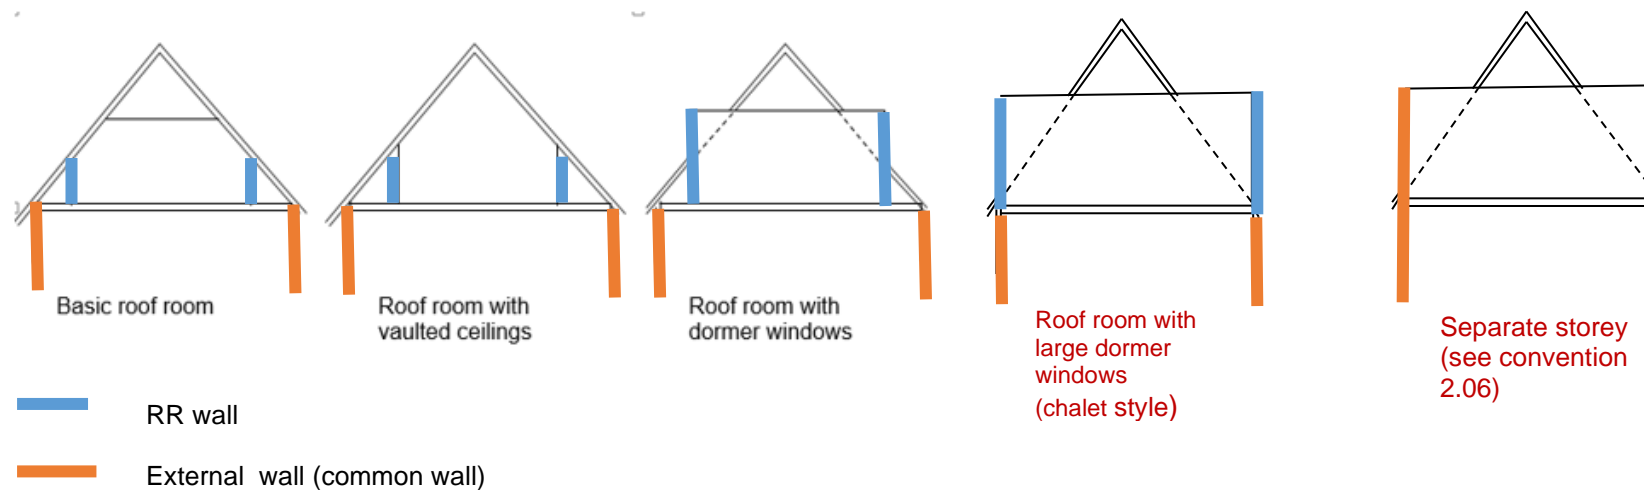 Basic roof room
Roof room with
vaulted ceilings
Roof room with
dormer windows
Roof room with
large dormer
windows
(chalet style)
Separate storey
(see convention
2.06)
RR wall
External wall (common wall)